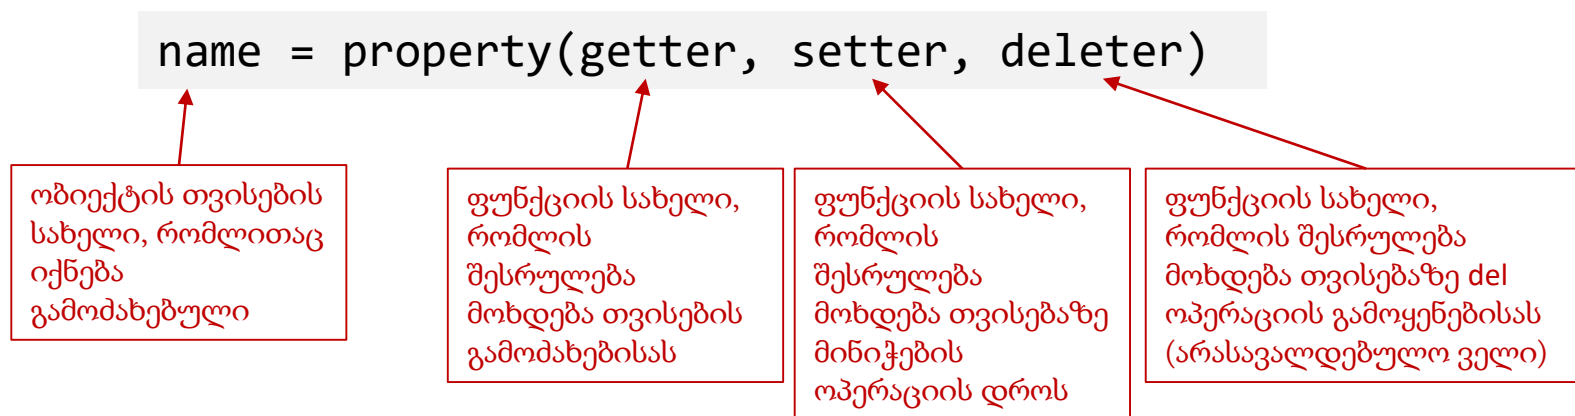 name = property(getter, setter, deleter)
ობიექტის თვისების
სახელი, რომლითაც
იქნება
გამოძახებული
ფუნქციის სახელი,
რომლის
შესრულება
მოხდება თვისების
გამოძახებისას
ფუნქციის სახელი,
რომლის
შესრულება
მოხდება თვისებაზე
მინიჭების
ოპერაციის დროს
ფუნქციის სახელი,
რომლის შესრულება
მოხდება თვისებაზე del
ოპერაციის გამოყენებისას
(არასავალდებულო ველი)